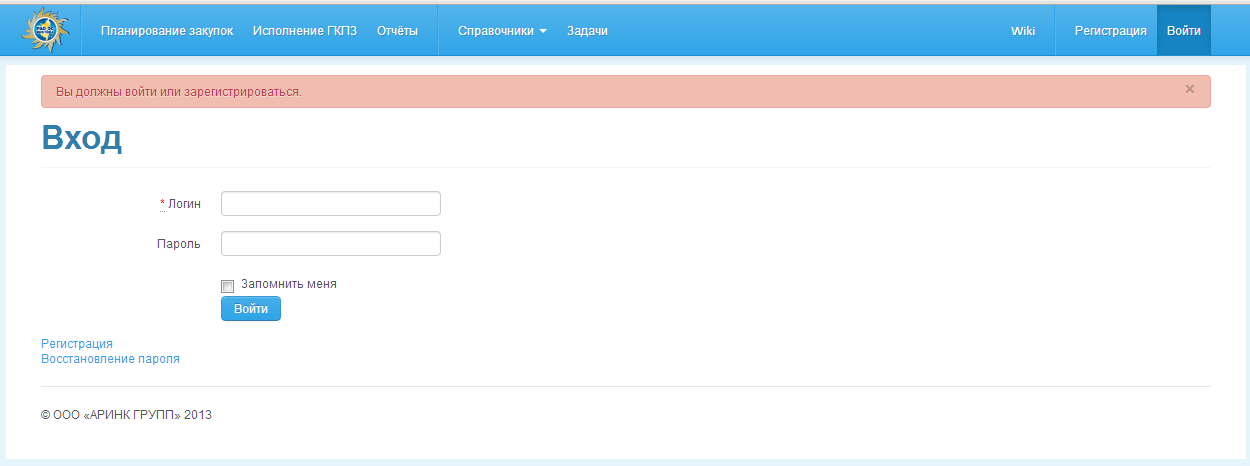 Планирование закупок Исполнение ГКПЗ Отчёты Справочники Задачи Wiki Регистрация Войти
Вы должны войти или зарегистрироваться. ×
Вход
* Логин
Пароль
Запомнить меня
Войти
Регистрация
Восстановление пароля
© ООО «АРИНК ГРУПП» 2013